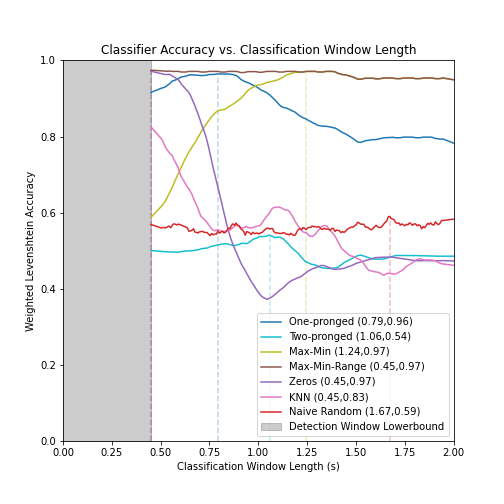 Classifier Accuracy vs. Classification Window Length
Weighted Levenshtein Accuracy
1.0
0.8
0.6
0.4
0.2
0.0
One-pronged (0.79,0.96)
Two-pronged (1.06,0.54)
Max-Min (1.24,0.97)
Max-Min-Range (0.45,0.97)
Zeros (0.45,0.97)
KNN (0.45,0.83)
Naive Random (1.67,0.59)
Detection Window Lowerbound
0.00 0.25 0.50 0.75 1.00 1.25 1.50 1.75 2.00
Classification Window Length (s)